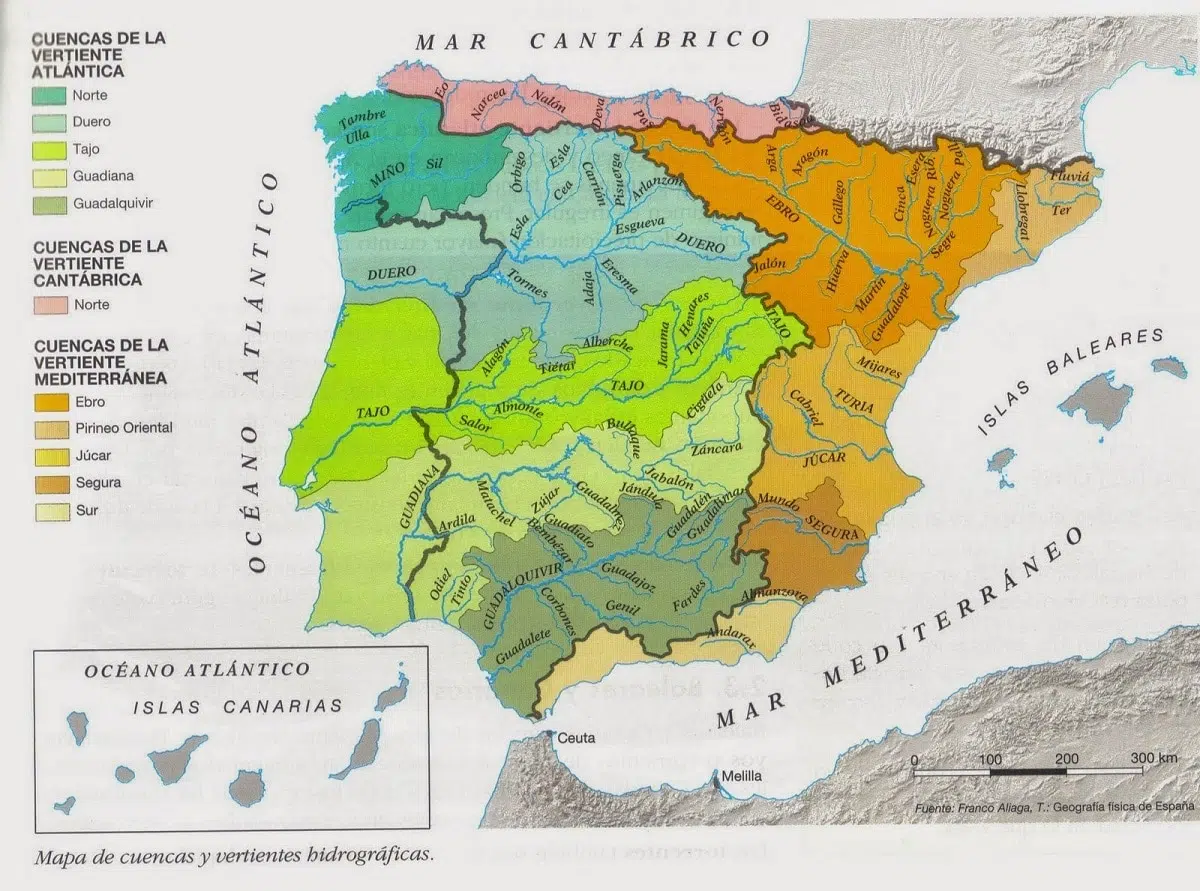 MAR CANTÁBRICO
CUENCAS DE LA
VERTIENTE
ATLÁNTICA
Norte
Duero
Tajo
Guadiana
Guadalquivir
CUENCAS DE LA
VERTIENTE
CANTÁBRICA
Norte
CUENCAS DE LA
VERTIENTE
MEDITERRÁNEA
Ebro
Pirineo Oriental
Júcar
Segura
Sur
OCÉANO ATLÁNTICO
Eo
Narcea
Nalón
Deva
Pas
Nervión
Bidasoa
Tambre
Ulla
MIÑO
Sil
Órbigo
Esla
Cea
Carrión
Pisuerga
Arlanzón
Esla
Esgueva
DUERO
DUERO
Tormes
Adaja
Eresma
Arga
Aragón
EBRO
Gállego
Cinca
Esera
Noguera Rib.
Noguera Pall.
Segre
Jalón
Huerva
Martín
Guadalope
Llobregat
Fluviá
Ter
Alagón
Tiétar
Alberche
Jarama
Henares
Tajuña
TAJO
TAJO
TAJO
Almonte
Salor
Cigüela
Bullaque
Záncara
Jabalón
GUADIANA
Matachel
Zújar
Ardila
Odiel
Tinto
Guadalme
Jándula
Guadalén
Guadalimar
Guadiato
Bembézar
GUADALQUIVIR
Guadajoz
Corbones
Genil
Fardes
Guadalete
Mijares
TURIA
Cabriel
JÚCAR
Mundo
SEGURA
Almanzora
Andarax
ISLAS BALEARES
MAR MEDITERRÁNEO
Ceuta
Melilla
0 100 200 300 km
Fuente: Franco Aliaga, T.: Geografía física de España
OCÉANO ATLÁNTICO
ISLAS CANARIAS
Mapa de cuencas y vertientes hidrográficas.